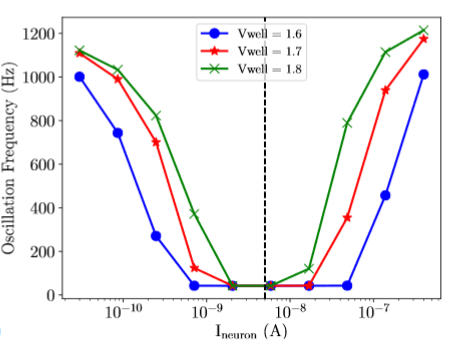 Vwell = 1.6
Vwell = 1.7
Vwell = 1.8
Oscillation Frequency (Hz)
1200
1000
800
600
400
200
0
10⁻¹⁰ 10⁻⁹ 10⁻⁸ 10⁻⁷
I_neuron (A)